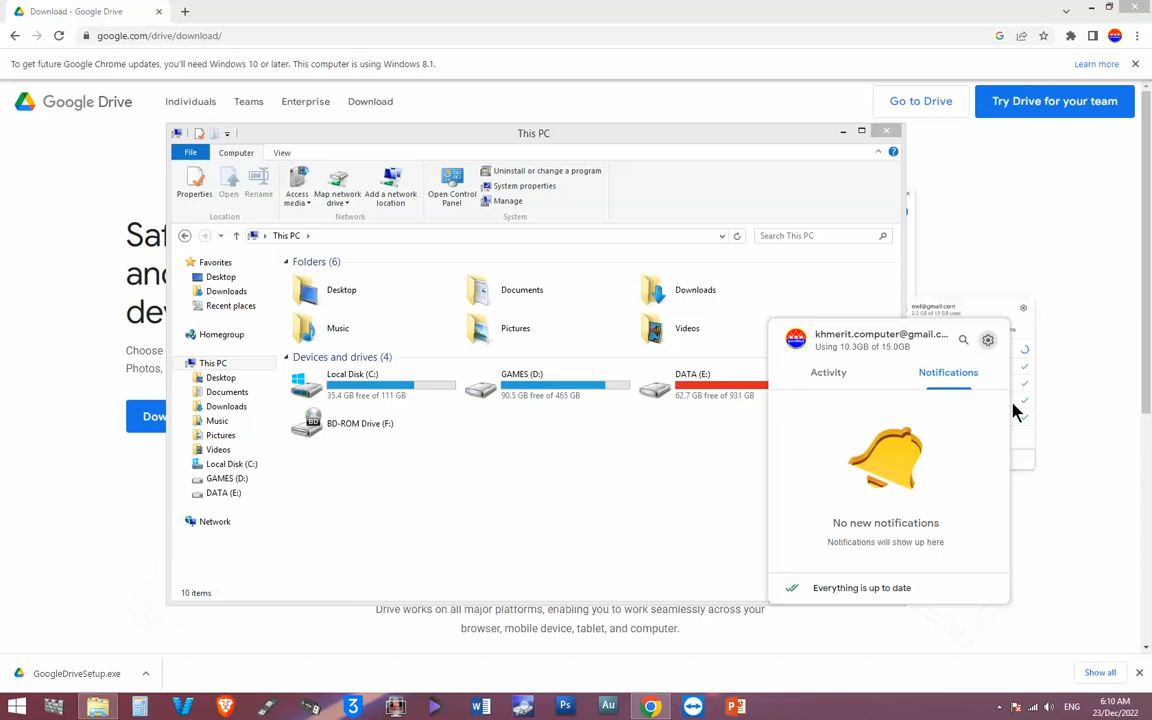 Download - Google Drive
google.com/drive/download/
To get future Google Chrome updates, you'll need Windows 10 or later. This computer is using Windows 8.1.
Learn more
Google Drive
Individuals
Teams
Enterprise
Download
Go to Drive
Try Drive for your team
This PC
File
Computer
View
Properties
Open
Rename
Access media
Map network drive
Add a network location
Open Control Panel
Uninstall or change a program
System properties
Manage
Location
Network
System
This PC
Search This PC
Favorites
Desktop
Downloads
Recent places
Homegroup
This PC
Desktop
Documents
Downloads
Music
Pictures
Videos
Local Disk (C:)
GAMES (D:)
DATA (E:)
Network
Folders (6)
Desktop
Documents
Downloads
Music
Pictures
Videos
Devices and drives (4)
Local Disk (C:)
35.4 GB free of 111 GB
GAMES (D:)
90.5 GB free of 465 GB
DATA (E:)
62.7 GB free of 931 GB
BD-ROM Drive (F:)
BD
10 items
Saf
and
dev
Choose
Photos,
Dow
owl@gmail.com
khmerit.computer@gmail.c...
Using 10.3GB of 15.0GB
Activity
Notifications
No new notifications
Notifications will show up here
Everything is up to date
Drive works on all major platforms, enabling you to work seamlessly across your
browser, mobile device, tablet, and computer.
GoogleDriveSetup.exe
Show all
Ps
Au
ENG
6:10 AM
23/Dec/2022